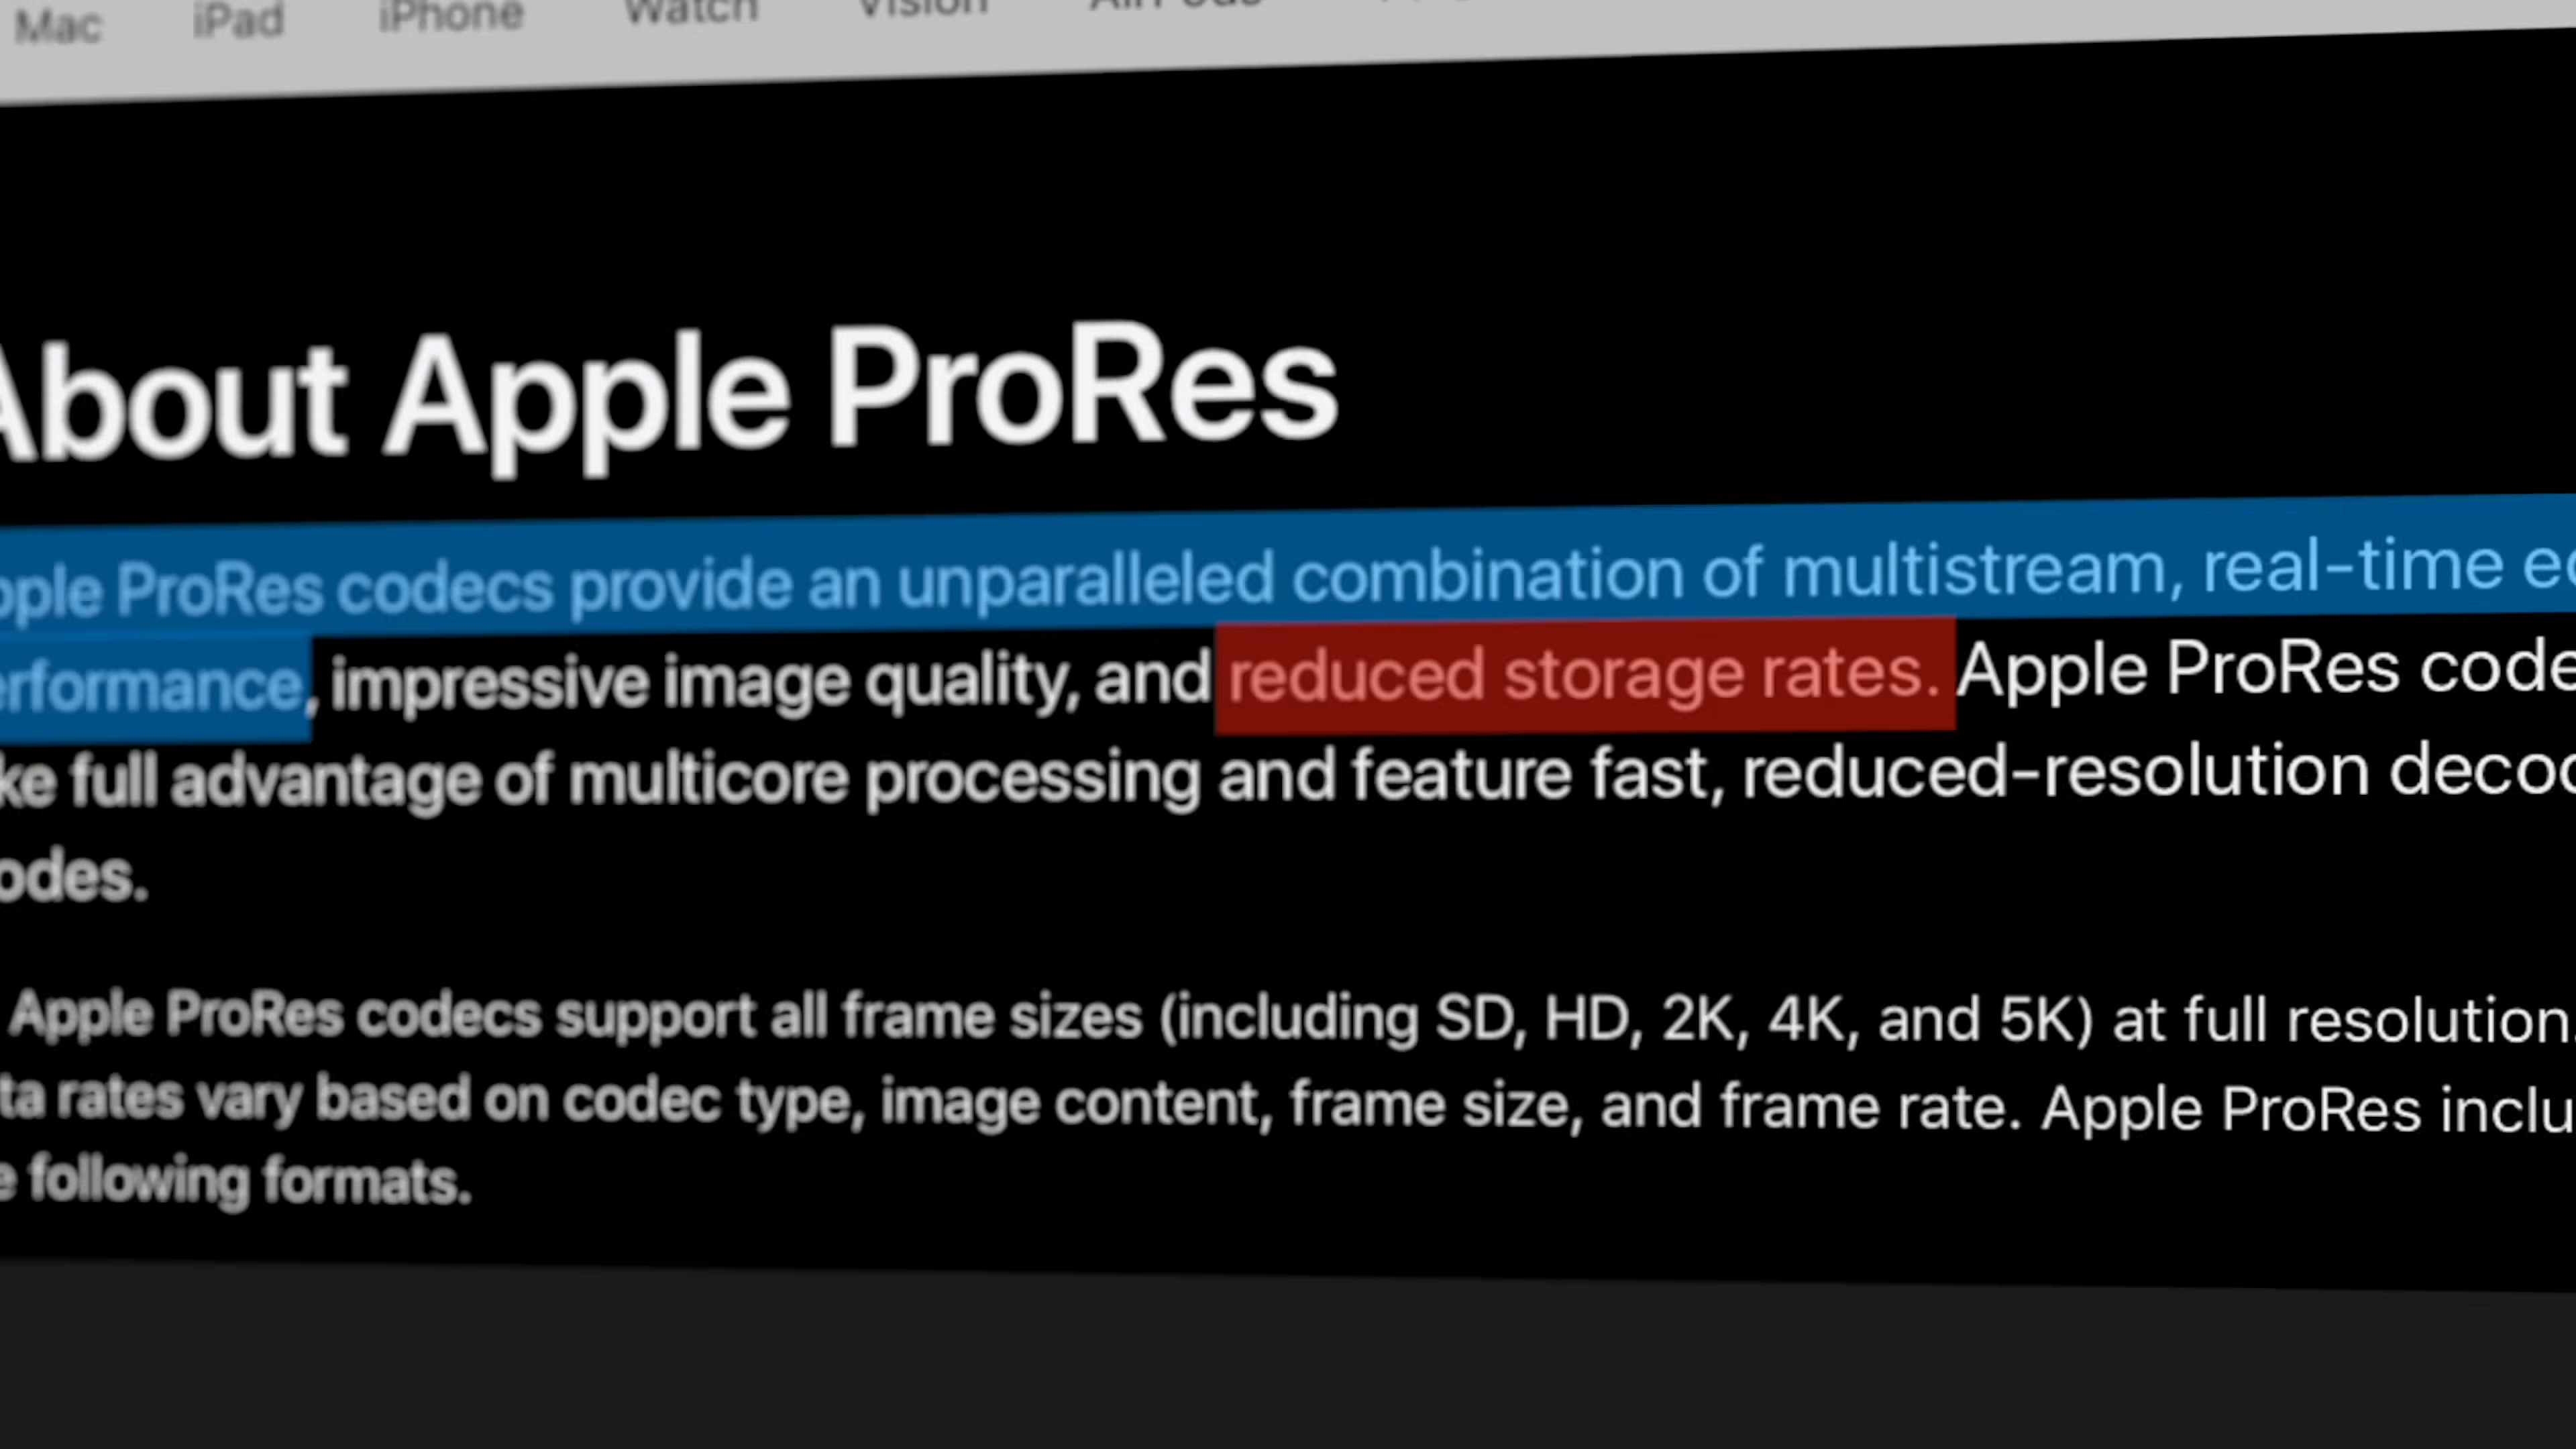 Mac iPad iPhone Watch Vision AirPods
About Apple ProRes
pple ProRes codecs provide an unparalleled combination of multistream, real-time ed
erformance, impressive image quality, and reduced storage rates. Apple ProRes code
ke full advantage of multicore processing and feature fast, reduced-resolution decod
odes.
Apple ProRes codecs support all frame sizes (including SD, HD, 2K, 4K, and 5K) at full resolution.
ta rates vary based on codec type, image content, frame size, and frame rate. Apple ProRes inclu
e following formats.